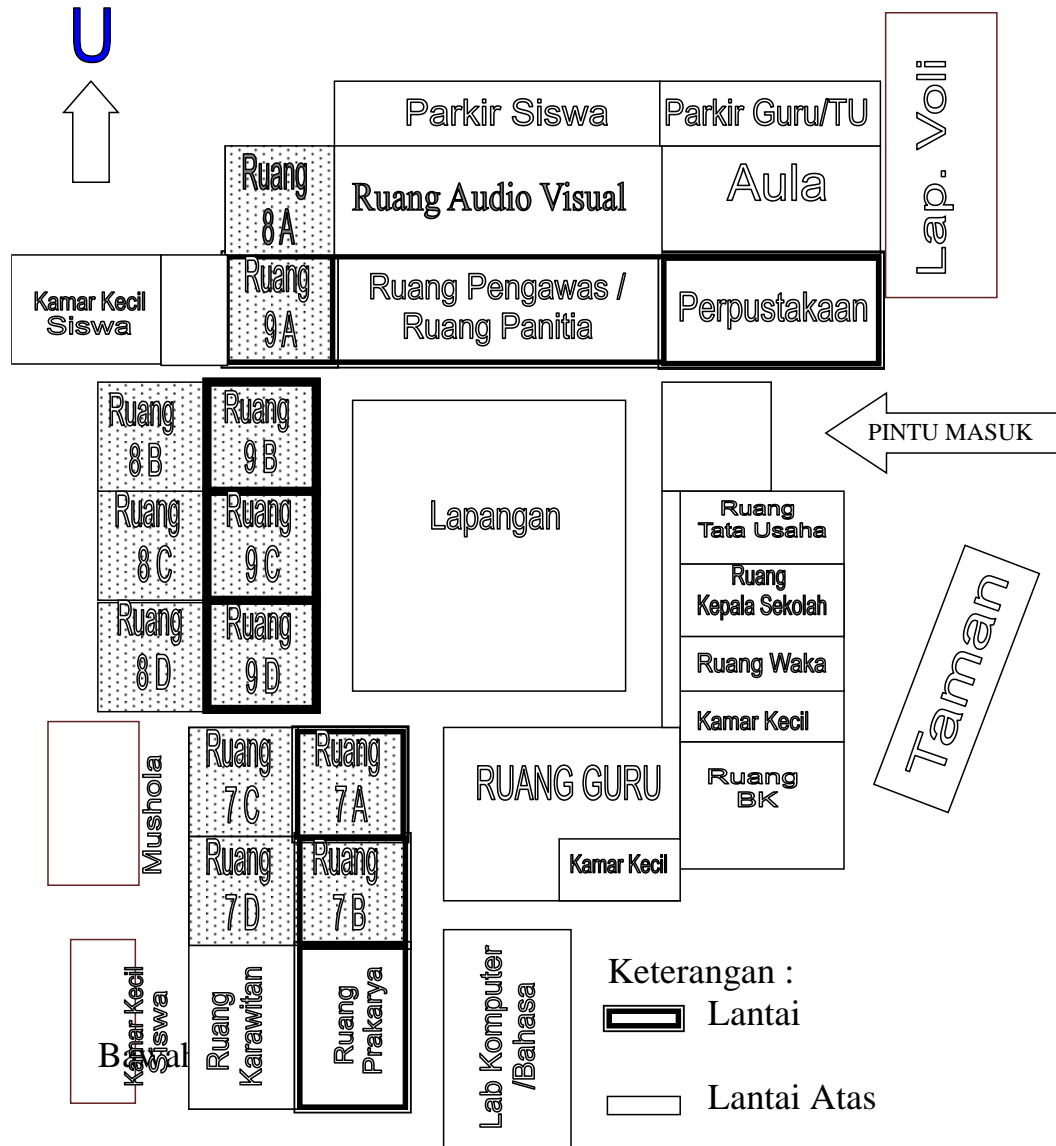 U
Parkir Siswa
Parkir Guru/TU
Lap. Voli
Ruang
8 A
Ruang Audio Visual
Aula
Kamar Kecil
Siswa
Ruang
9 A
Ruang Pengawas /
Ruang Panitia
Perpustakaan
Ruang
8 B
Ruang
9 B
PINTU MASUK
Ruang
8 C
Ruang
9 C
Lapangan
Ruang
Tata Usaha
Ruang
Kepala Sekolah
Ruang
8 D
Ruang
9 D
Ruang Waka
Kamar Kecil
Taman
Mushola
Ruang
7 C
Ruang
7 A
RUANG GURU
Ruang
BK
Ruang
7 D
Ruang
7 B
Kamar Kecil
Kamar Kecil
Siswa
Ruang
Karawitan
Ruang
Prakarya
Lab Komputer
/Bahasa
Keterangan :
Lantai
Bawah
Lantai Atas